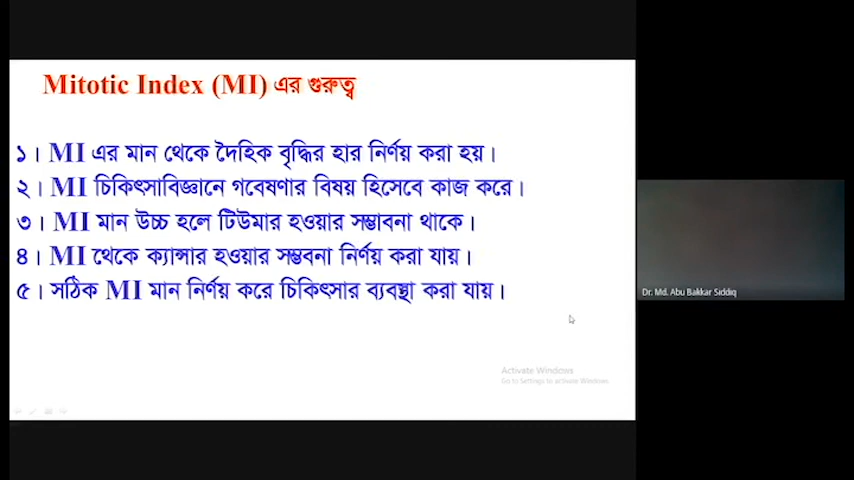 Mitotic Index (MI) এর গুরুত্ব
১। MI এর মান থেকে দৈহিক বৃদ্ধির হার নির্ণয় করা হয়।
২। MI চিকিৎসাবিজ্ঞানে গবেষণার বিষয় হিসেবে কাজ করে।
৩। MI মান উচ্চ হলে টিউমার হওয়ার সম্ভাবনা থাকে।
৪। MI থেকে ক্যান্সার হওয়ার সম্ভবনা নির্ণয় করা যায়।
৫। সঠিক MI মান নির্ণয় করে চিকিৎসার ব্যবস্থা করা যায়।
Activate Windows
Go to Settings to activate Windows.
Dr. Md. Abu Bakkar Siddiq